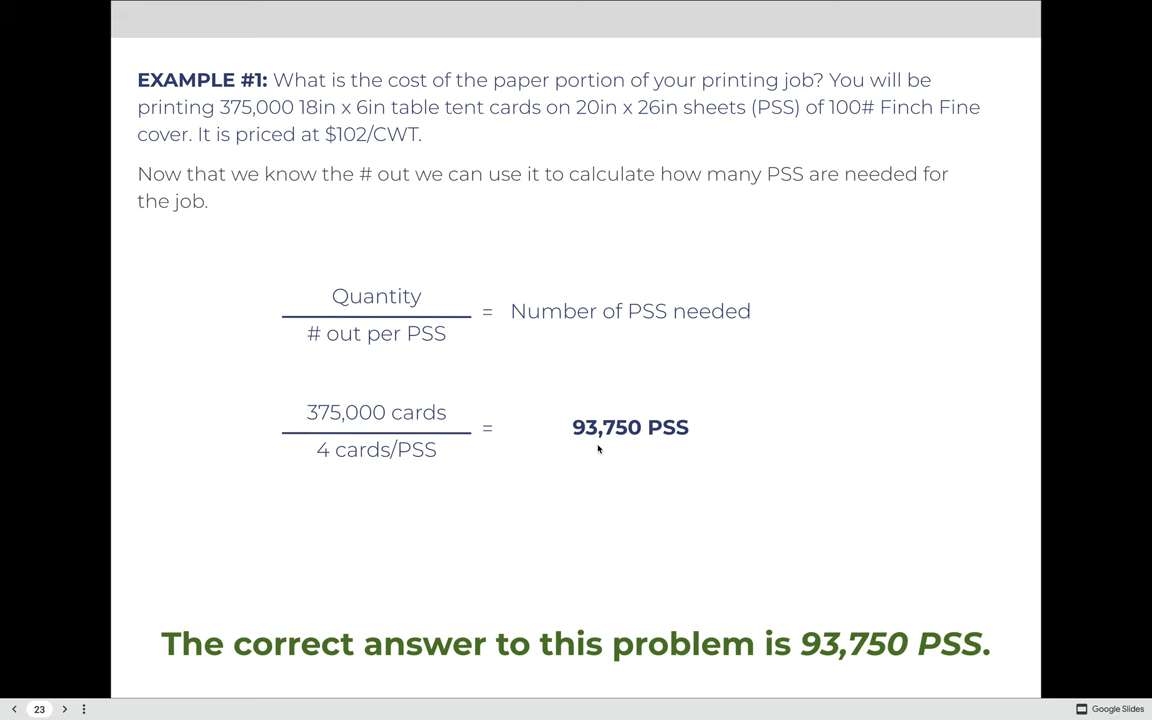 EXAMPLE #1: What is the cost of the paper portion of your printing job? You will be
printing 375,000 18in x 6in table tent cards on 20in x 26in sheets (PSS) of 100# Finch Fine
cover. It is priced at $102/CWT.
Now that we know the # out we can use it to calculate how many PSS are needed for
the job.
Quantity
# out per PSS
= Number of PSS needed
375,000 cards
4 cards/PSS
= 93,750 PSS
The correct answer to this problem is 93,750 PSS.
23
Google Slides